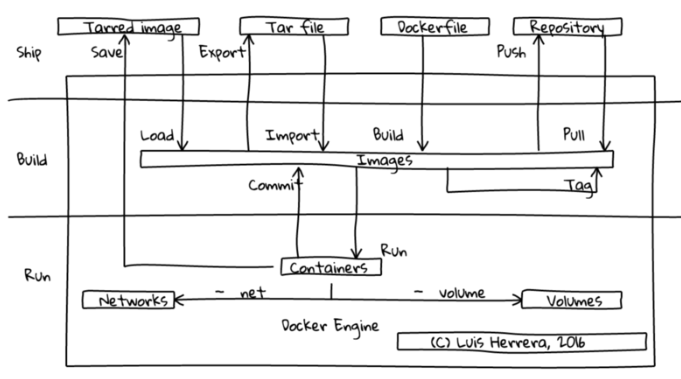 Tarred image
Tar file
Dockerfile
Repository
Ship
Save
Export
Push
Load
Import
Build
Pull
Build
Images
Commit
Tag
Run
Run
Containers
Networks
- net
- volume
Volumes
Docker Engine
(C) Luis Herrera, 2016